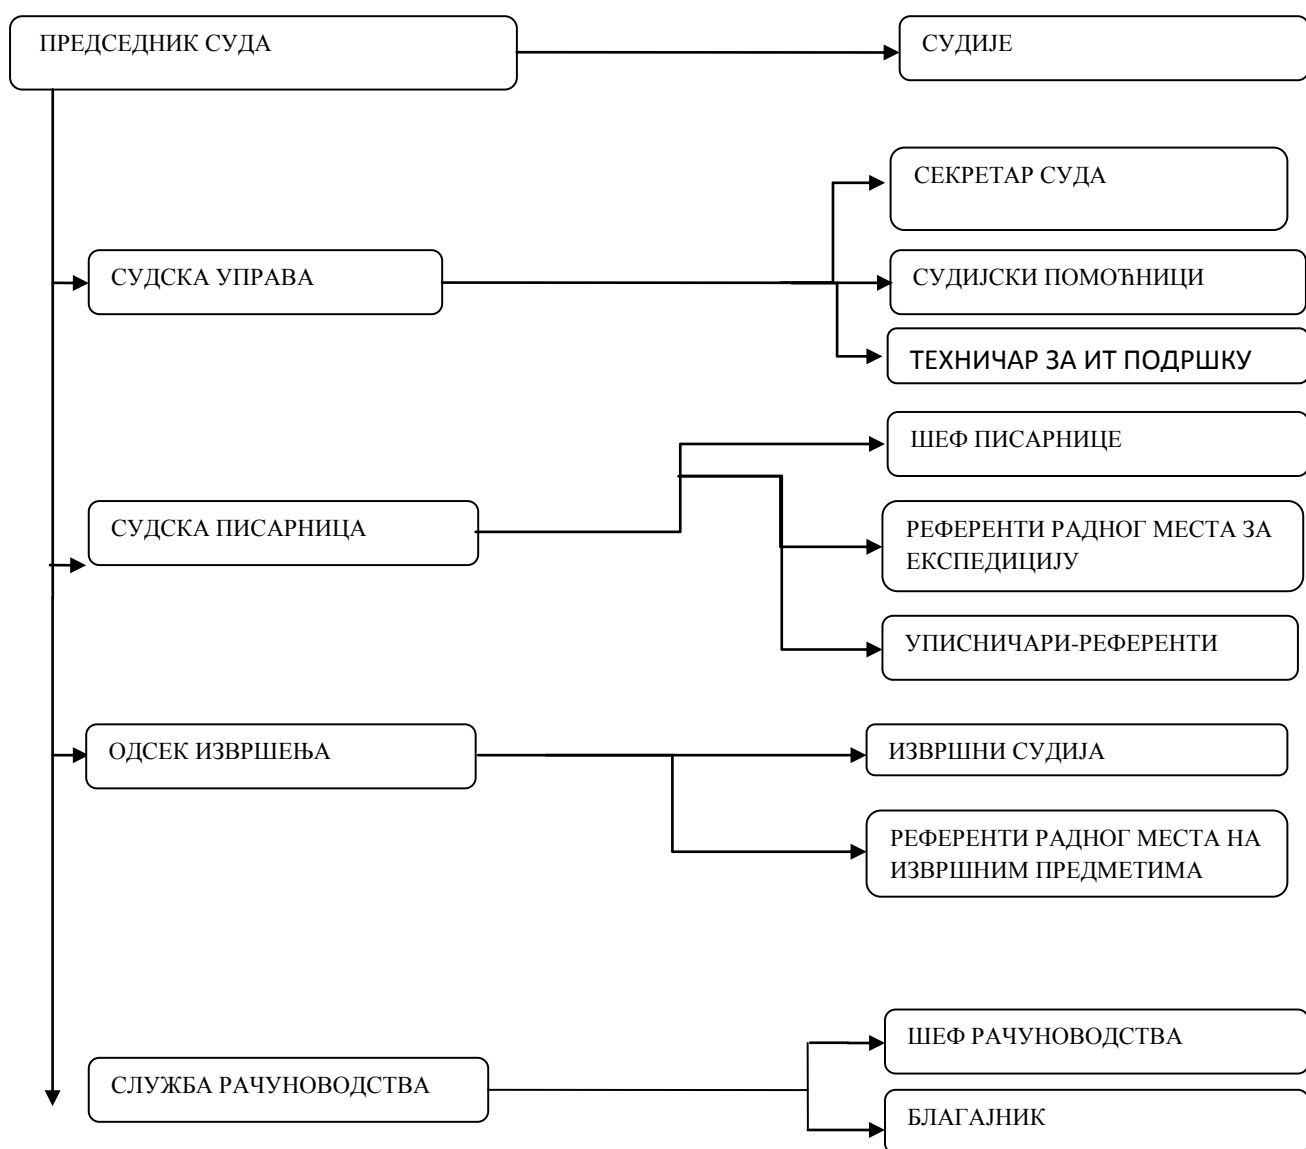 ПРЕДСЕДНИК СУДА
СУДИЈЕ
СЕКРЕТАР СУДА
СУДСКА УПРАВА
СУДИЈСКИ ПОМОЋНИЦИ
ТЕХНИЧАР ЗА ИТ ПОДРШКУ
ШЕФ ПИСАРНИЦЕ
СУДСКА ПИСАРНИЦА
РЕФЕРЕНТИ РАДНОГ МЕСТА ЗА
ЕКСПЕДИЦИЈУ
УПИСНИЧАРИ-РЕФЕРЕНТИ
ОДСЕК ИЗВРШЕЊА
ИЗВРШНИ СУДИЈА
РЕФЕРЕНТИ РАДНОГ МЕСТА НА
ИЗВРШНИМ ПРЕДМЕТИМА
ШЕФ РАЧУНОВОДСТВА
СЛУЖБА РАЧУНОВОДСТВА
БЛАГАЈНИК